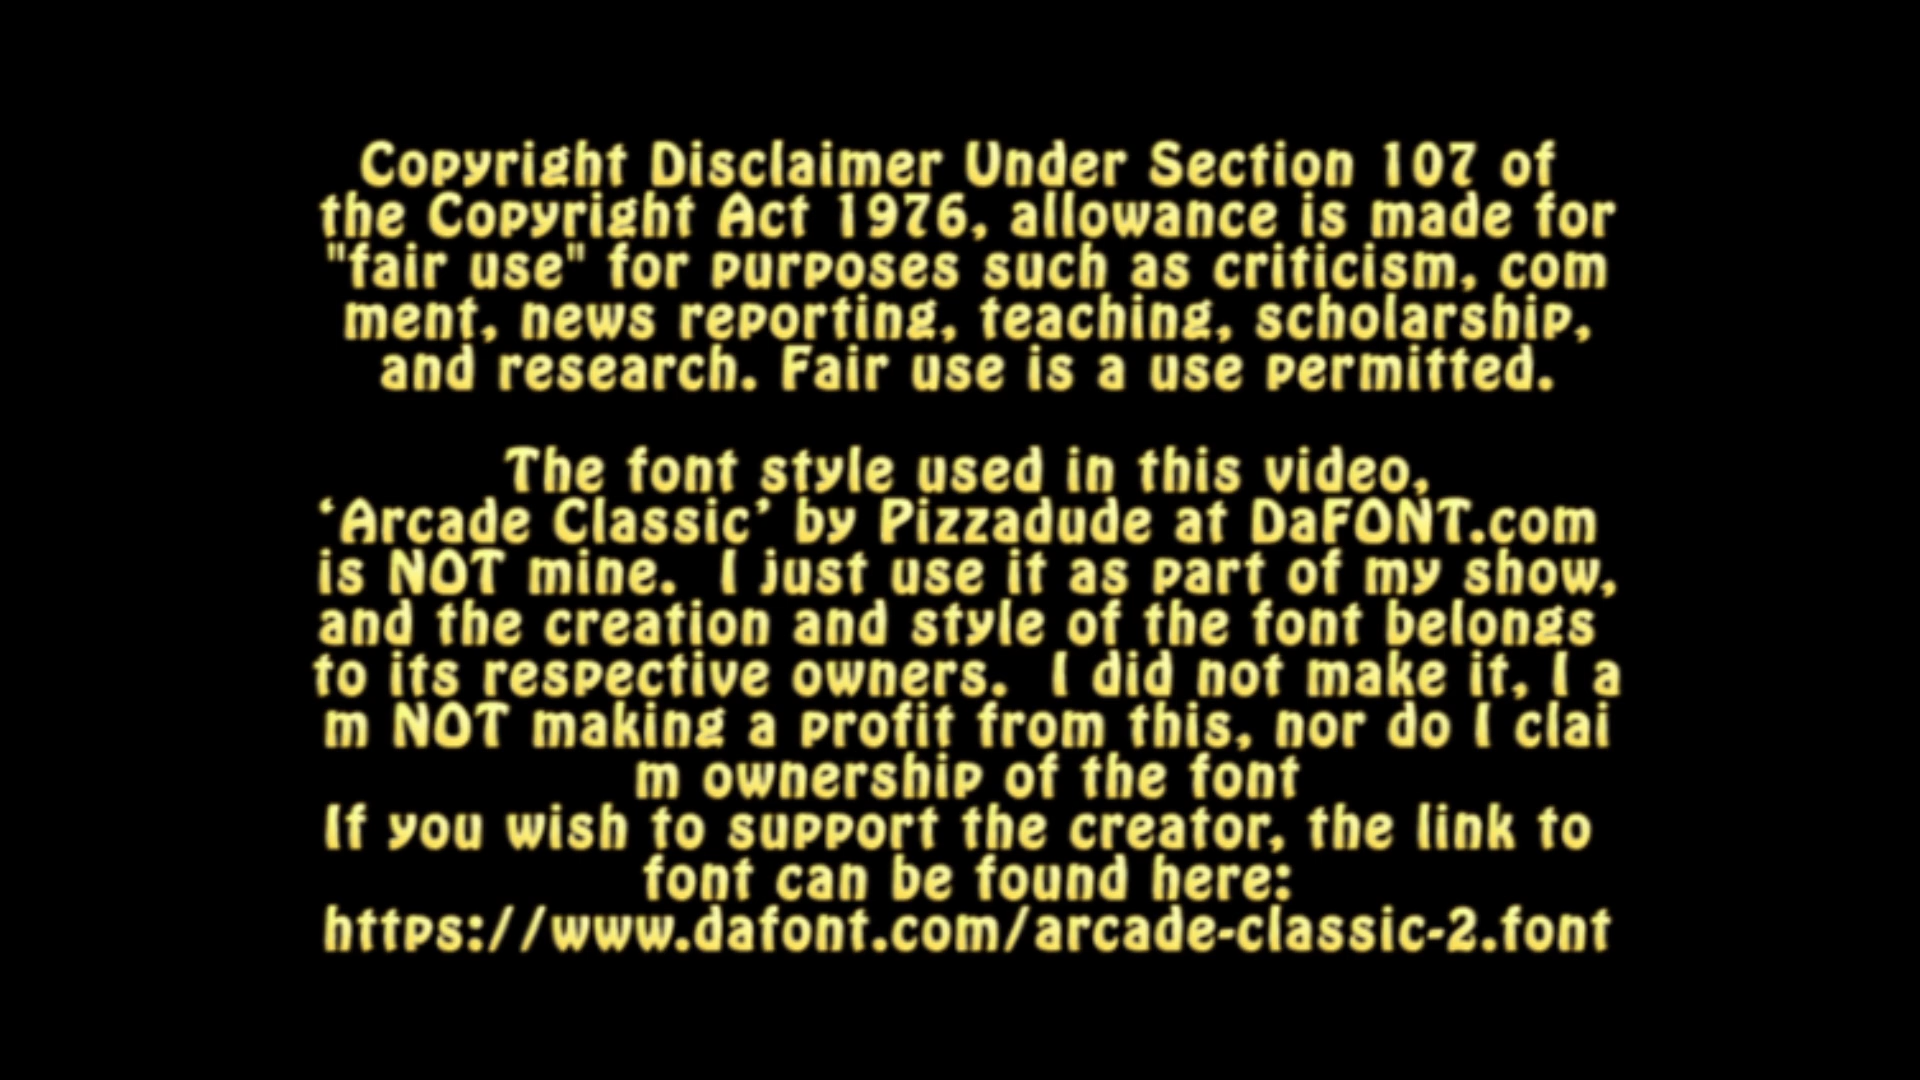 Copyright Disclaimer Under Section 107 of
the Copyright Act 1976, allowance is made for
"fair use" for purposes such as criticism, com
ment, news reporting, teaching, scholarship,
and research. Fair use is a use permitted.
The font style used in this video,
‘Arcade Classic’ by Pizzadude at DaFONT.com
is NOT mine.  I just use it as part of my show,
and the creation and style of the font belongs
to its respective owners.  I did not make it, I a
m NOT making a profit from this, nor do I clai
m ownership of the font
If you wish to support the creator, the link to
font can be found here:
https://www.dafont.com/arcade-classic-2.font